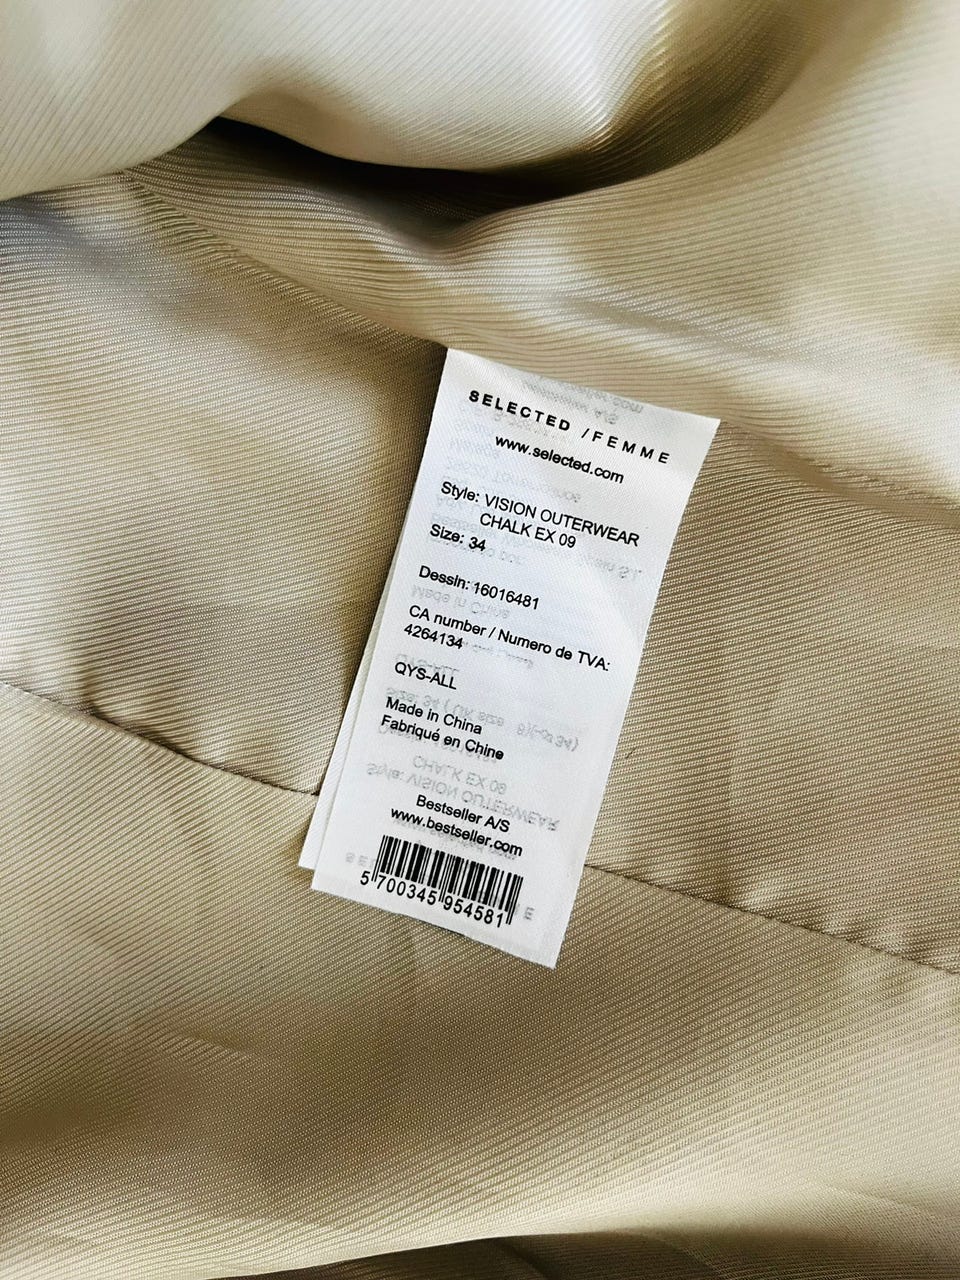 SELECTED /FEMME
www.selected.com
Style: VISION OUTERWEAR
CHALK EX 09
Size: 34
Dessin: 16016481
CA number / Numero de TVA:
4264134
QYS-ALL
Made in China
Fabriqué en Chine
Bestseller A/S
www.bestseller.com
5 700345 954581